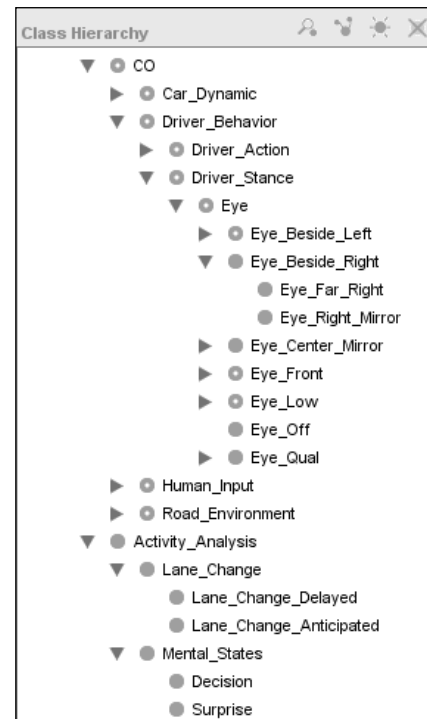 Class Hierarchy
CO
Car_Dynamic
Driver_Behavior
Driver_Action
Driver_Stance
Eye
Eye_Beside_Left
Eye_Beside_Right
Eye_Far_Right
Eye_Right_Mirror
Eye_Center_Mirror
Eye_Front
Eye_Low
Eye_Off
Eye_Qual
Human_Input
Road_Environment
Activity_Analysis
Lane_Change
Lane_Change_Delayed
Lane_Change_Anticipated
Mental_States
Decision
Surprise